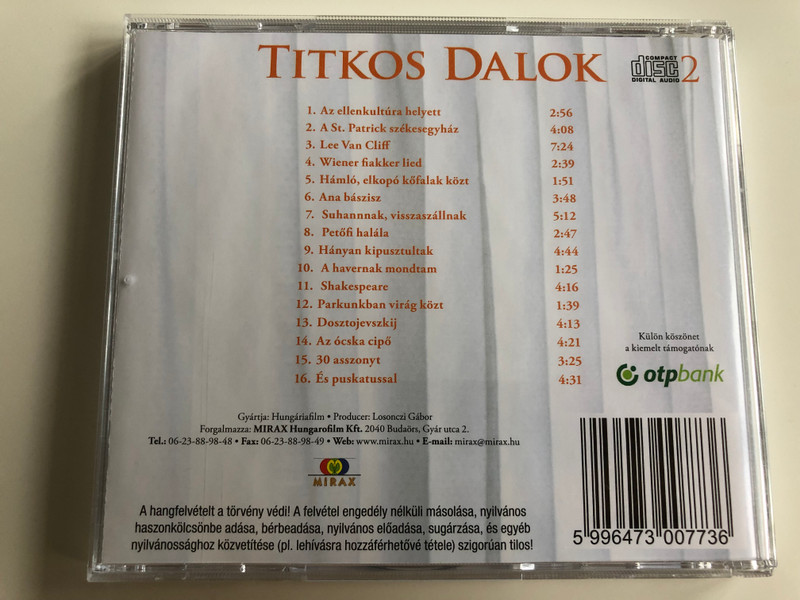 TITKOS DALOK COMPACT disc DIGITAL AUDIO 2
1. Az ellenkultúra helyett 2:56
2. A St. Patrick székesegyház 4:08
3. Lee Van Cliff 7:24
4. Wiener fiakker lied 2:39
5. Hámló, elkopó kőfalak közt 1:51
6. Ana bászisz 3:48
7. Suhannnak, visszaszállnak 5:12
8. Petőfi halála 2:47
9. Hányan kipusztultak 4:44
10. A havernak mondtam 1:25
11. Shakespeare 4:16
12. Parkunkban virág közt 1:39
13. Dosztojevszkij 4:13
14. Az ócska cipő 4:21
15. 30 asszonyt 3:25
16. És puskatussal 4:31
Külön köszönet
a kiemelt támogatónak
otpbank
Gyártja: Hungáriafilm • Producer: Losonczi Gábor
Forgalmazza: MIRAX Hungarofilm Kft. 2040 Budaörs, Gyár utca 2.
Tel.: 06-23-88-98-48 • Fax: 06-23-88-98-49 • Web: www.mirax.hu • E-mail: mirax@mirax.hu
MIRAX
A hangfelvételt a törvény védi! A felvétel engedély nélküli másolása, nyilvános
haszonkölcsönbe adása, bérbeadása, nyilvános előadása, sugárzása, és egyéb
nyilvánossághoz közvetítése (pl. lehívásra hozzáférhetővé tétele) szigorúan tilos!
5 996473 007736